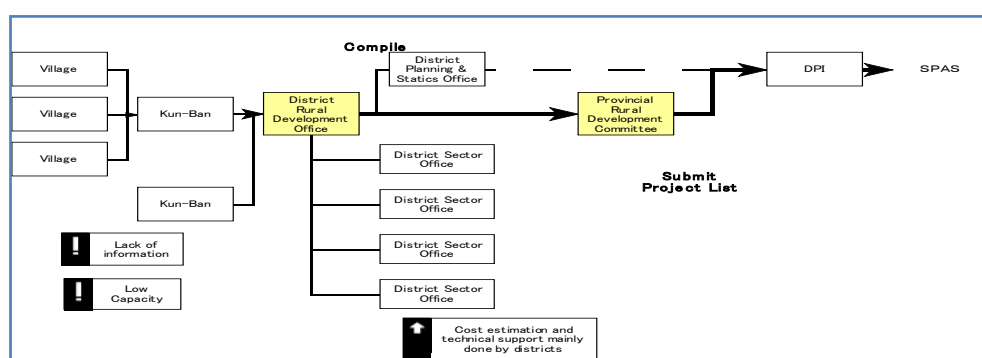 Compile
Village
District
Planning &
Statics Office
DPI
SPAS
Village
Kun-Ban
District
Rural
Development
Office
Provincial
Rural
Development
Committee
Village
District Sector
Office
Submit
Project List
Kun-Ban
District Sector
Office
!
Lack of
information
District Sector
Office
!
Low
Capacity
District Sector
Office
Cost estimation and
technical support mainly
done by districts